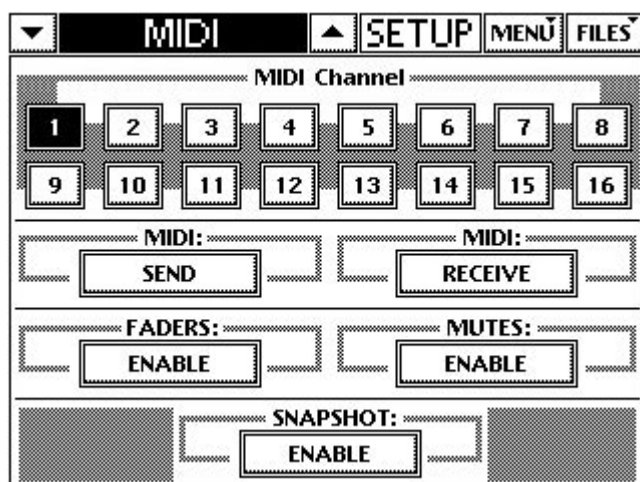 MIDI SETUP MENU FILES
MIDI Channel
1 2 3 4 5 6 7 8
9 10 11 12 13 14 15 16
MIDI: MIDI:
SEND RECEIVE
FADERS: MUTES:
ENABLE ENABLE
SNAPSHOT:
ENABLE